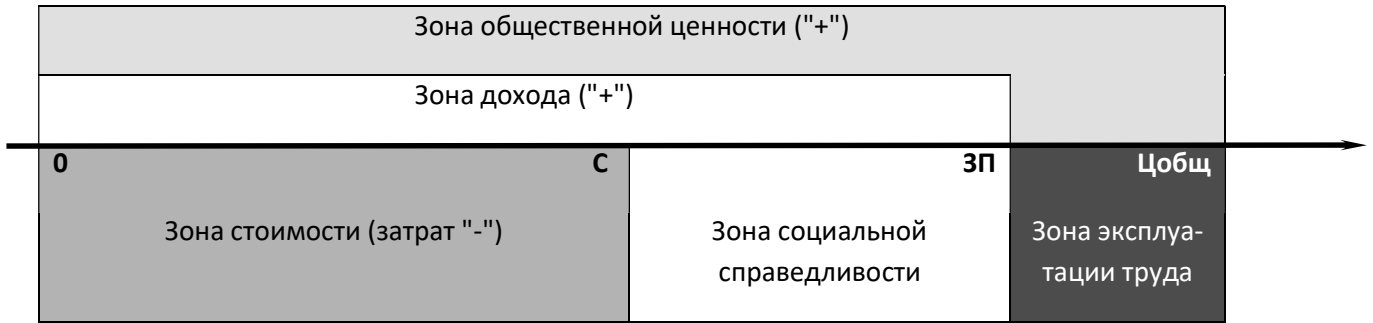 Зона общественной ценности ("+")
Зона дохода ("+")
0 С ЗП Цобщ
Зона стоимости (затрат "-")
Зона социальной
справедливости
Зона эксплуа-
тации труда